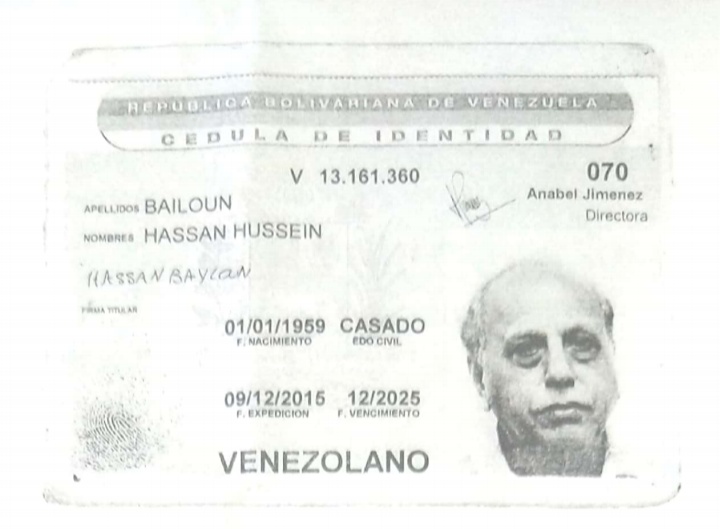 REPUBLICA BOLIVARIANA DE VENEZUELA
CEDULA DE IDENTIDAD
V 13.161.360
070
Anabel Jimenez
Directora
APELLIDOS BAILOUN
NOMBRES HASSAN HUSSEIN
HASSAN BAYLON
FIRMA TITULAR
01/01/1959 CASADO
F. NACIMIENTO EDO CIVIL
09/12/2015 12/2025
F. EXPEDICION F. VENCIMIENTO
VENEZOLANO